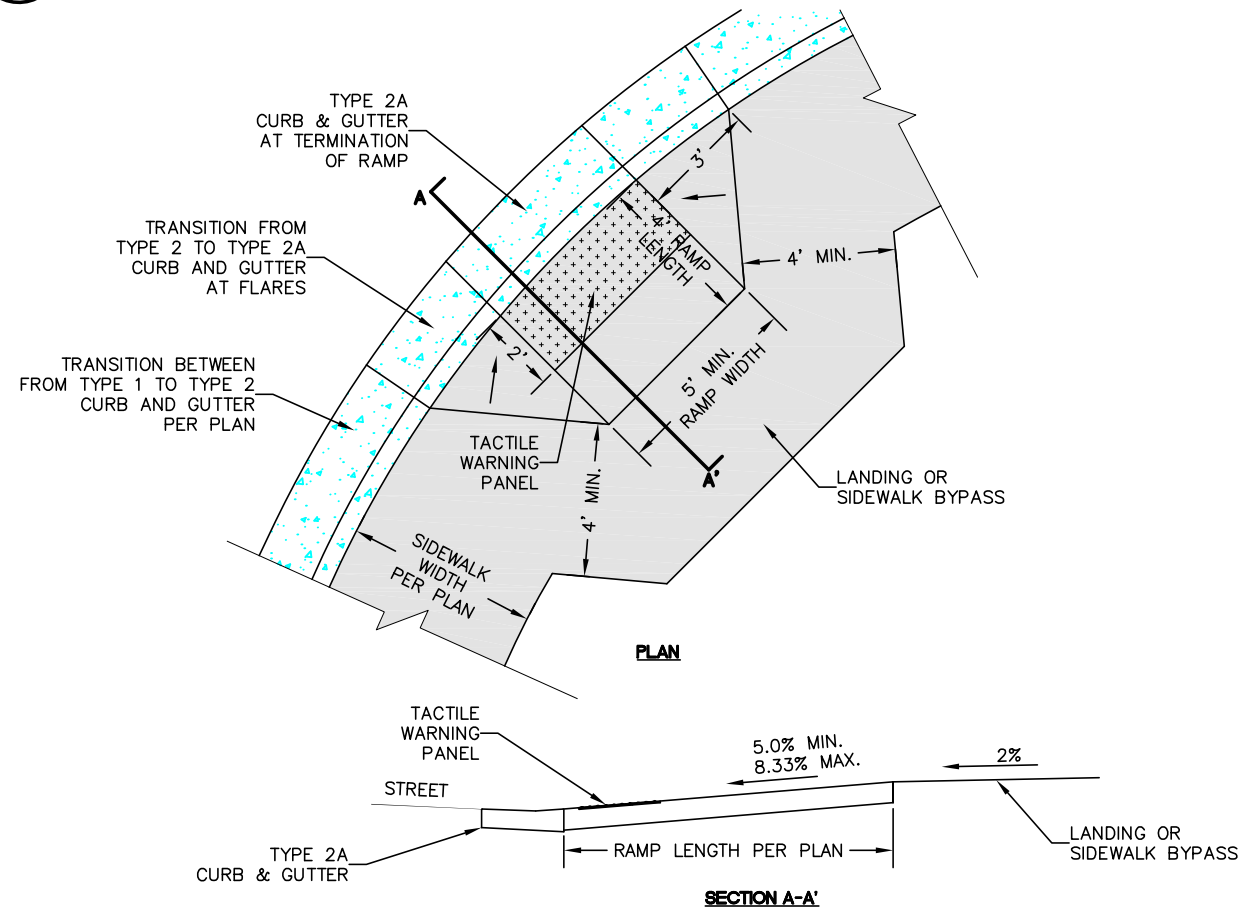 TYPE 2A
CURB & GUTTER
AT TERMINATION
OF RAMP
A
TRANSITION FROM
TYPE 2 TO TYPE 2A
CURB AND GUTTER
AT FLARES
TRANSITION BETWEEN
FROM TYPE 1 TO TYPE 2
CURB AND GUTTER
PER PLAN
3'
4' RAMP
LENGTH
4' MIN.
2'
5' MIN.
RAMP WIDTH
TACTILE
WARNING
PANEL
A'
LANDING OR
SIDEWALK BYPASS
4' MIN.
SIDEWALK
WIDTH
PER PLAN
PLAN
TACTILE
WARNING
PANEL
5.0% MIN.
8.33% MAX.
2%
STREET
TYPE 2A
CURB & GUTTER
RAMP LENGTH PER PLAN
LANDING OR
SIDEWALK BYPASS
SECTION A-A'